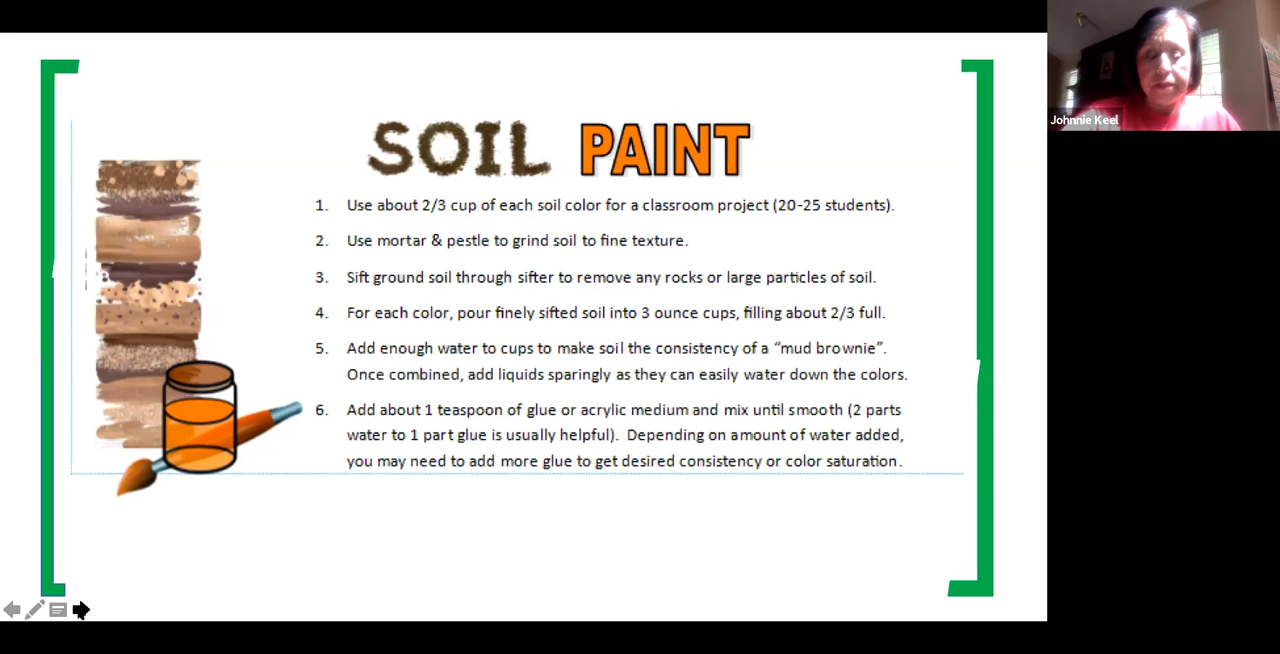 SOIL PAINT
Johnnie Keel
1. Use about 2/3 cup of each soil color for a classroom project (20-25 students).
2. Use mortar & pestle to grind soil to fine texture.
3. Sift ground soil through sifter to remove any rocks or large particles of soil.
4. For each color, pour finely sifted soil into 3 ounce cups, filling about 2/3 full.
5. Add enough water to cups to make soil the consistency of a “mud brownie”.
Once combined, add liquids sparingly as they can easily water down the colors.
6. Add about 1 teaspoon of glue or acrylic medium and mix until smooth (2 parts
water to 1 part glue is usually helpful). Depending on amount of water added,
you may need to add more glue to get desired consistency or color saturation.